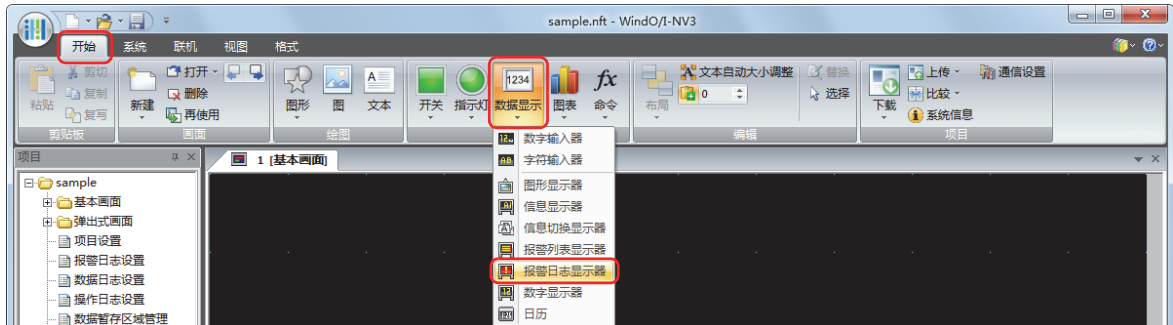 sample.nft - WindO/I-NV3
开始 系统 联机 视图 格式
剪切 打开 文本自动大小调整 替换 上传 通信设置
粘贴 复制 新建 删除 图形 图 文本 开关 指示灯 数据显示 图表 命令 布局 0 选择 下载 比较
复写 再使用 系统信息
剪贴板 画面 绘图 编辑 项目
1234
A
fx
数字输入器
字符输入器
图形显示器
信息显示器
信息切换显示器
报警列表显示器
报警日志显示器
数字显示器
日历
项目
1 [基本画面]
sample
基本画面
弹出式画面
项目设置
报警日志设置
数据日志设置
操作日志设置
数据暂存区域管理